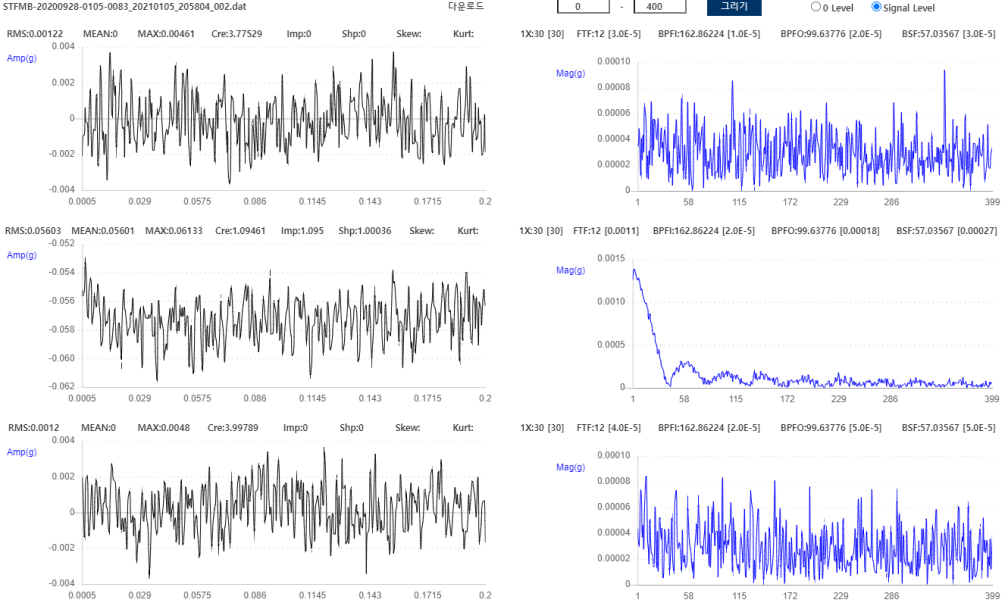 STFMB-20200928-0105-0083_20210105_205804_002.dat 다운로드 0 - 400 그리기 0 Level Signal Level
RMS:0.00122 MEAN:0 MAX:0.00461 Cre:3.77529 Imp:0 Shp:0 Skew: Kurt:
Amp(g)
0.004
0.002
0
-0.002
-0.004
0.0005 0.029 0.0575 0.086 0.1145 0.143 0.1715 0.2
1X:30 [30] FTF:12 [3.0E-5] BPFI:162.86224 [1.0E-5] BPFO:99.63776 [2.0E-5] BSF:57.03567 [3.0E-5]
Mag(g)
0.00010
0.00008
0.00006
0.00004
0.00002
0
1 58 115 172 229 286 399
RMS:0.05603 MEAN:0.05601 MAX:0.06133 Cre:1.09461 Imp:1.095 Shp:1.00036 Skew: Kurt:
Amp(g)
-0.052
-0.054
-0.056
-0.058
-0.060
-0.062
0.0005 0.029 0.0575 0.086 0.1145 0.143 0.1715 0.2
1X:30 [30] FTF:12 [0.0011] BPFI:162.86224 [2.0E-5] BPFO:99.63776 [0.00018] BSF:57.03567 [0.00027]
Mag(g)
0.0015
0.0010
0.0005
0
1 58 115 172 229 286 399
RMS:0.0012 MEAN:0 MAX:0.0048 Cre:3.99789 Imp:0 Shp:0 Skew: Kurt:
Amp(g)
0.004
0.002
0
-0.002
-0.004
0.0005 0.029 0.0575 0.086 0.1145 0.143 0.1715 0.2
1X:30 [30] FTF:12 [4.0E-5] BPFI:162.86224 [2.0E-5] BPFO:99.63776 [5.0E-5] BSF:57.03567 [5.0E-5]
Mag(g)
0.00010
0.00008
0.00006
0.00004
0.00002
0
1 58 115 172 229 286 399